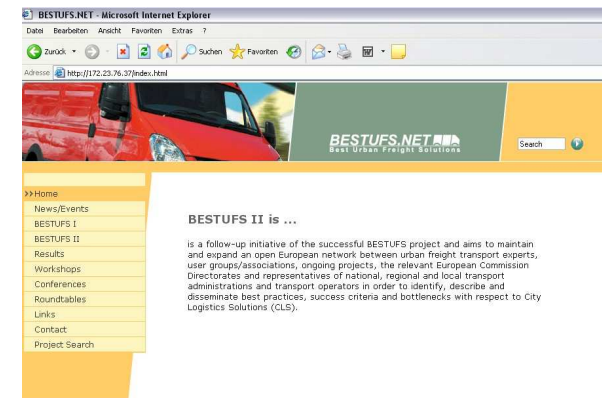 BESTUFS.NET - Microsoft Internet Explorer
Datei Bearbeiten Ansicht Favoriten Extras ?
Zurück Suchen Favoriten
Adresse http://172.23.76.37/index.html
BESTUFS.NET
Best Urban Freight Solutions
Search
>>Home
News/Events
BESTUFS I
BESTUFS II
Results
Workshops
Conferences
Roundtables
Links
Contact
Project Search
BESTUFS II is ...
is a follow-up initiative of the successful BESTUFS project and aims to maintain
and expand an open European network between urban freight transport experts,
user groups/associations, ongoing projects, the relevant European Commission
Directorates and representatives of national, regional and local transport
administrations and transport operators in order to identify, describe and
disseminate best practices, success criteria and bottlenecks with respect to City
Logistics Solutions (CLS).